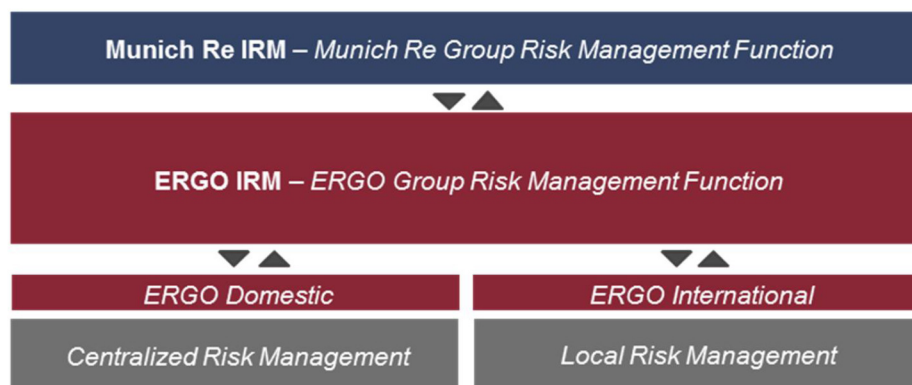 Munich Re IRM – Munich Re Group Risk Management Function
ERGO IRM – ERGO Group Risk Management Function
ERGO Domestic
ERGO International
Centralized Risk Management
Local Risk Management